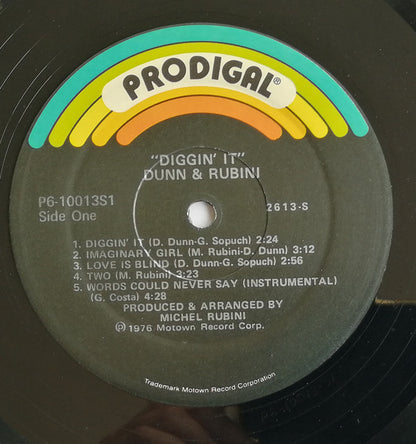 PRODIGAL®
"DIGGIN' IT"
DUNN & RUBINI
P6-10013S1
Side One
2613-S
1. DIGGIN' IT (D. Dunn-G. Sopuch) 2:24
2. IMAGINARY GIRL (M. Rubini-D. Dunn) 3:12
3. LOVE IS BLIND (D. Dunn-G. Sopuch) 2:56
4. TWO (M. Rubini) 3:23
5. WORDS COULD NEVER SAY (INSTRUMENTAL)
(G. Costa) 4:28
PRODUCED & ARRANGED BY
MICHEL RUBINI
℗ 1976 Motown Record Corp.
Trademark Motown Record Corporation